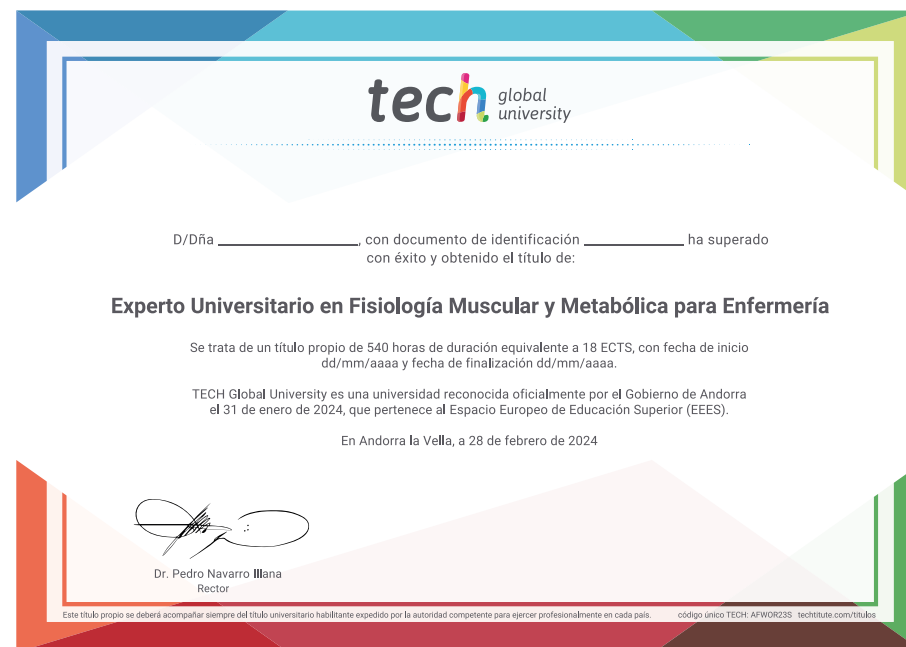 tech global university
D/Dña ____________________, con documento de identificación ______________ ha superado
con éxito y obtenido el título de:
Experto Universitario en Fisiología Muscular y Metabólica para Enfermería
Se trata de un título propio de 540 horas de duración equivalente a 18 ECTS, con fecha de inicio
dd/mm/aaaa y fecha de finalización dd/mm/aaaa.
TECH Global University es una universidad reconocida oficialmente por el Gobierno de Andorra
el 31 de enero de 2024, que pertenece al Espacio Europeo de Educación Superior (EEES).
En Andorra la Vella, a 28 de febrero de 2024
Dr. Pedro Navarro Illana
Rector
Este título propio se deberá acompañar siempre del título universitario habilitante expedido por la autoridad competente para ejercer profesionalmente en cada país. código único TECH: AFWOR23S techtitute.com/titulos